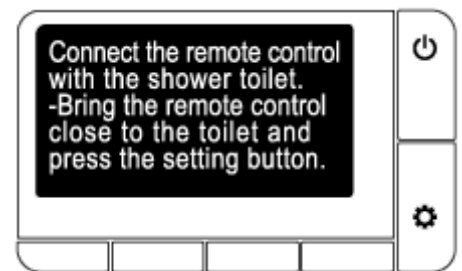 Connect the remote control
with the shower toilet.
-Bring the remote control
close to the toilet and
press the setting button.